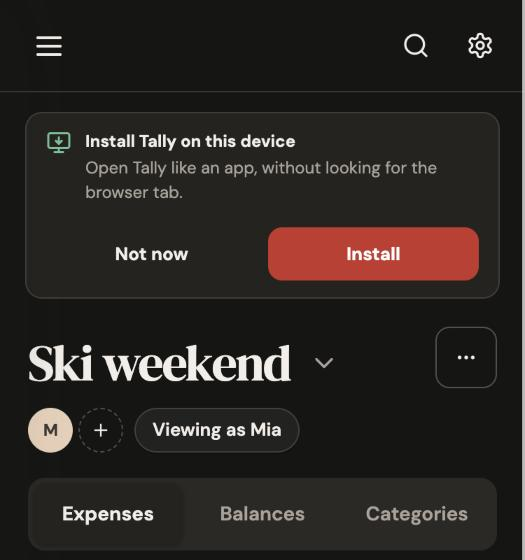 Install Tally on this device
Open Tally like an app, without looking for the
browser tab.
Not now
Install
Ski weekend
...
M
+
Viewing as Mia
Expenses
Balances
Categories